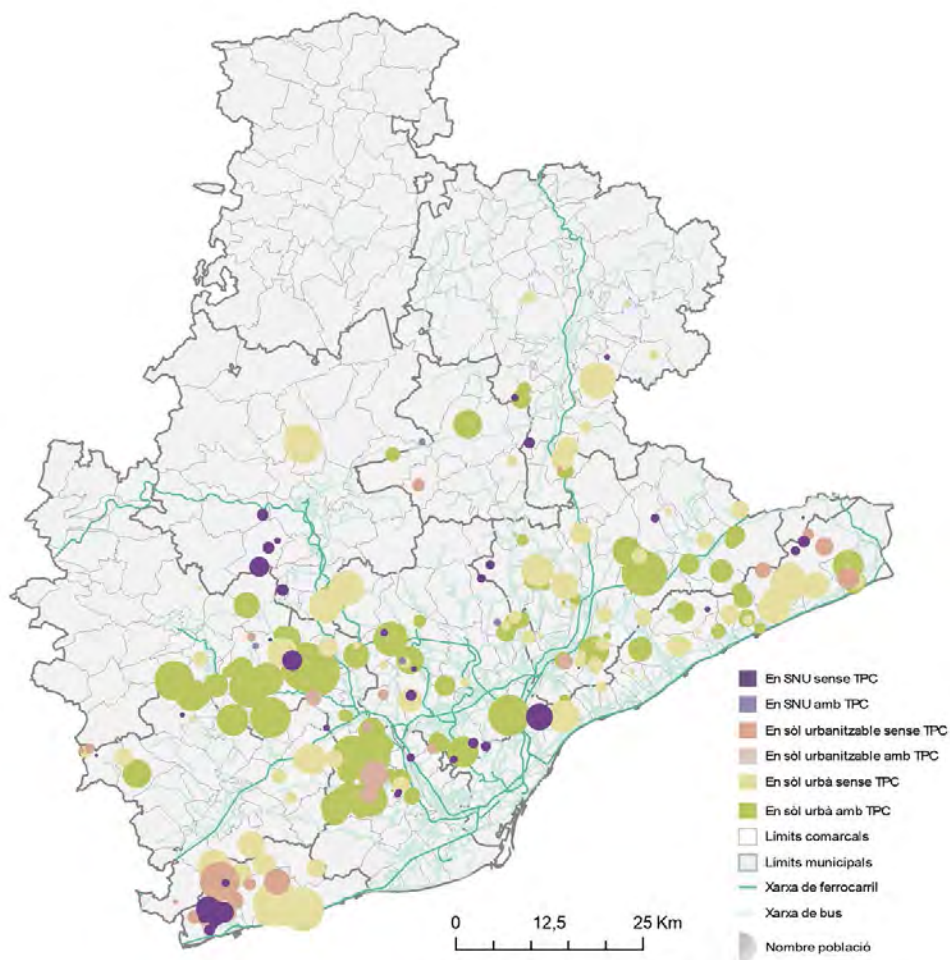 En SNU sense TPC
En SNU amb TPC
En sòl urbanitzable sense TPC
En sòl urbanitzable amb TPC
En sòl urbà sense TPC
En sòl urbà amb TPC
Límits comarcals
Límits municipals
Xarxa de ferrocarril
Xarxa de bus
Nombre població
0 12,5 25 Km